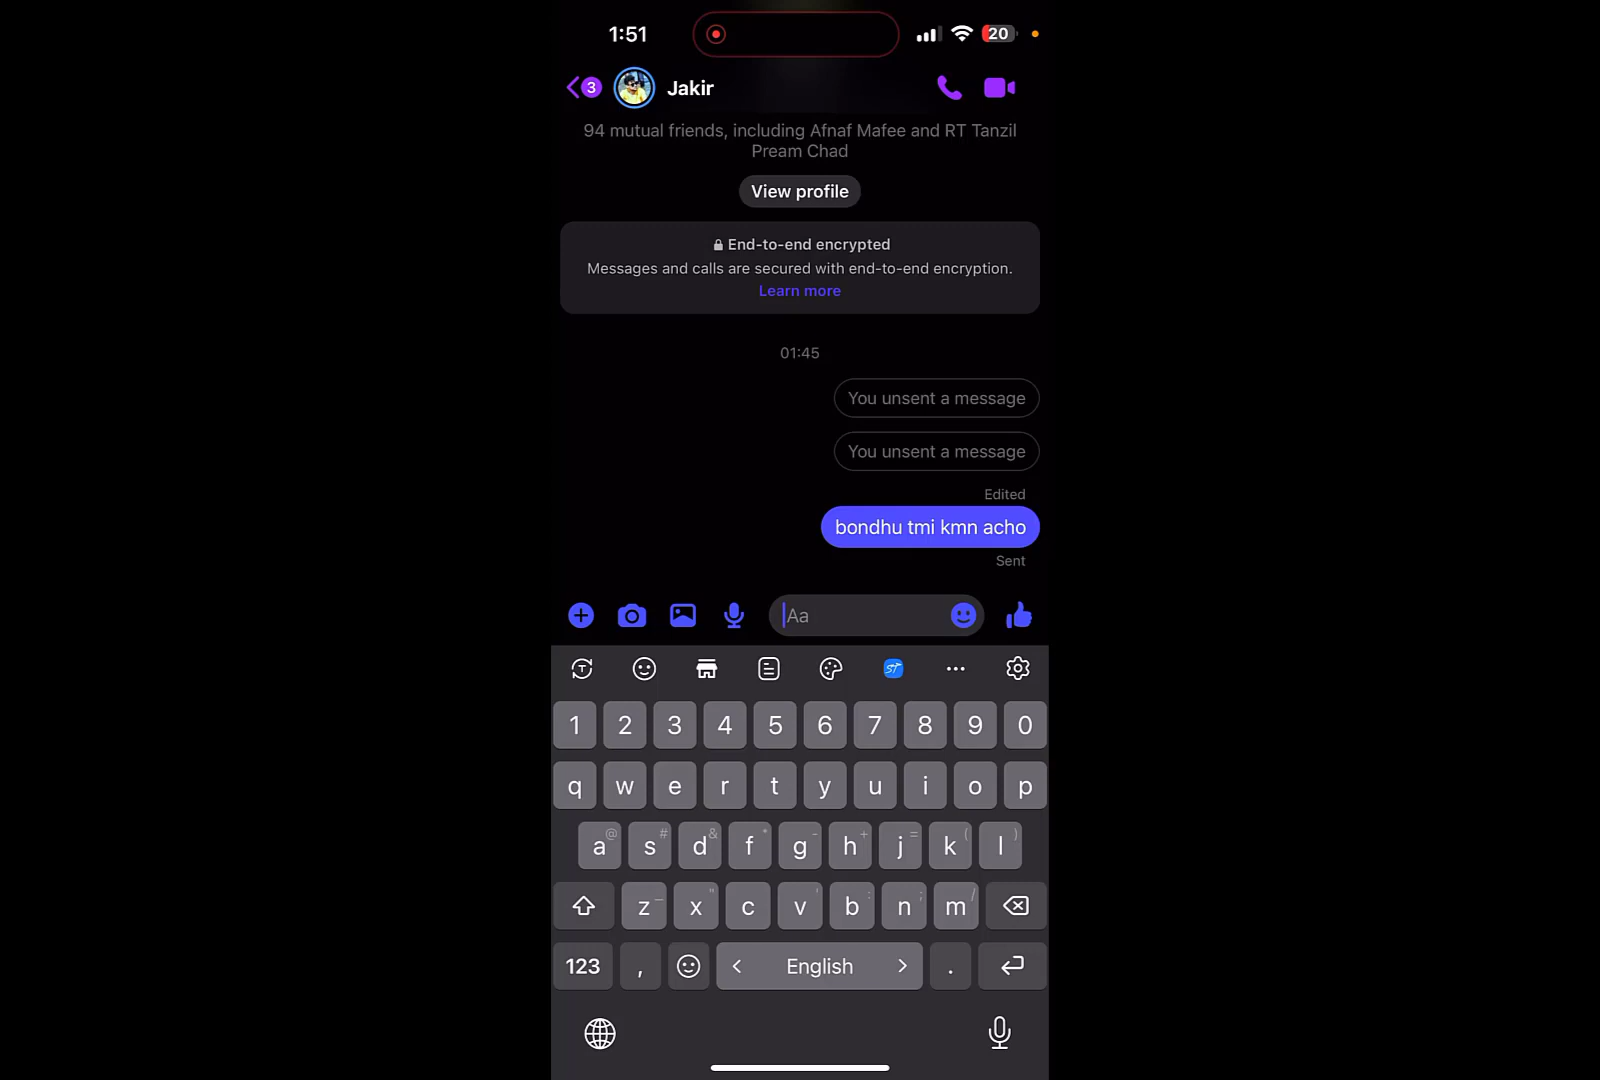 1:51
20
3
Jakir
94 mutual friends, including Afnaf Mafee and RT Tanzil
Pream Chad
View profile
End-to-end encrypted
Messages and calls are secured with end-to-end encryption.
Learn more
01:45
You unsent a message
You unsent a message
Edited
bondhu tmi kmn acho
Sent
Aa
1 2 3 4 5 6 7 8 9 0
q w e r t y u i o p
@ # & * - + = ( )
a s d f g h j k l
_ " ' : ; /
z x c v b n m
123 , < English > .